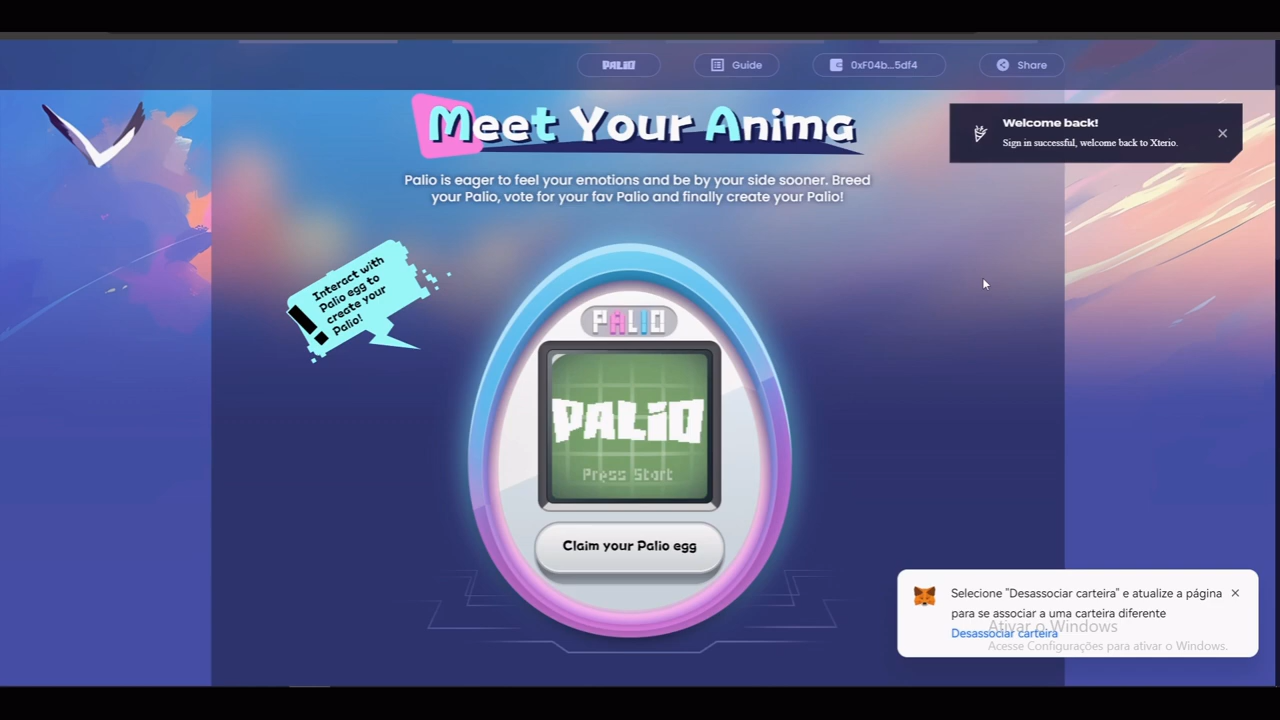 PALIO
Guide
0xF04b...5df4
Share
Meet Your Anima
Welcome back!
Sign in successful, welcome back to Xterio.
Palio is eager to feel your emotions and be by your side sooner. Breed
your Palio, vote for your fav Palio and finally create your Palio!
Interact with
Palio egg to
create your
Palio!
PALIO
PALIO
Press Start
Claim your Palio egg
Selecione "Desassociar carteira" e atualize a página
para se associar a uma carteira diferente
Desassociar carteira
Ativar o Windows
Acesse Configurações para ativar o Windows.